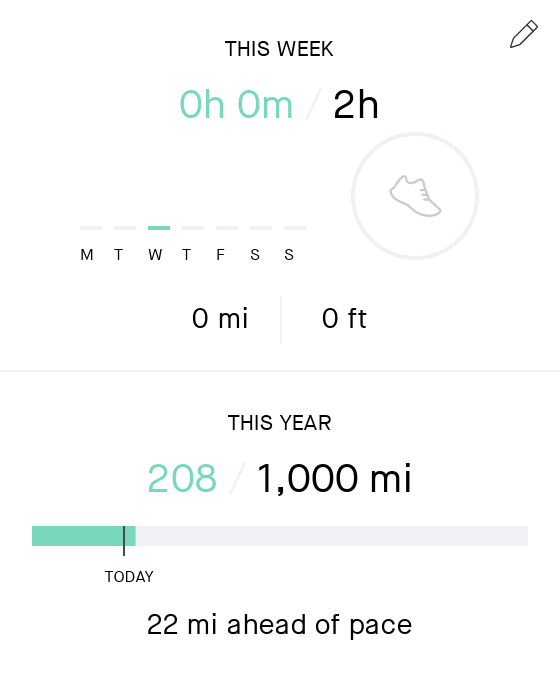 THIS WEEK
0h 0m / 2h
M T W T F S S
0 mi 0 ft
THIS YEAR
208 / 1,000 mi
TODAY
22 mi ahead of pace